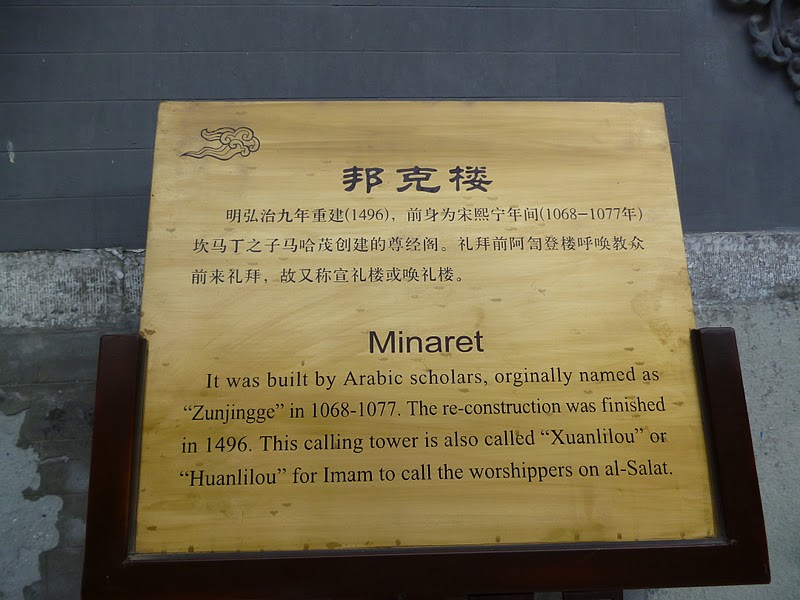 邦克楼
明弘治九年重建(1496)，前身为宋熙宁年间(1068-1077年)
坎马丁之子马哈茂创建的尊经阁。礼拜前阿訇登楼呼唤教众
前来礼拜，故又称宣礼楼或唤礼楼。
Minaret
It was built by Arabic scholars, orginally named as
“Zunjingge” in 1068-1077. The re-construction was finished
in 1496. This calling tower is also called “Xuanlilou” or
“Huanlilou” for Imam to call the worshippers on al-Salat.